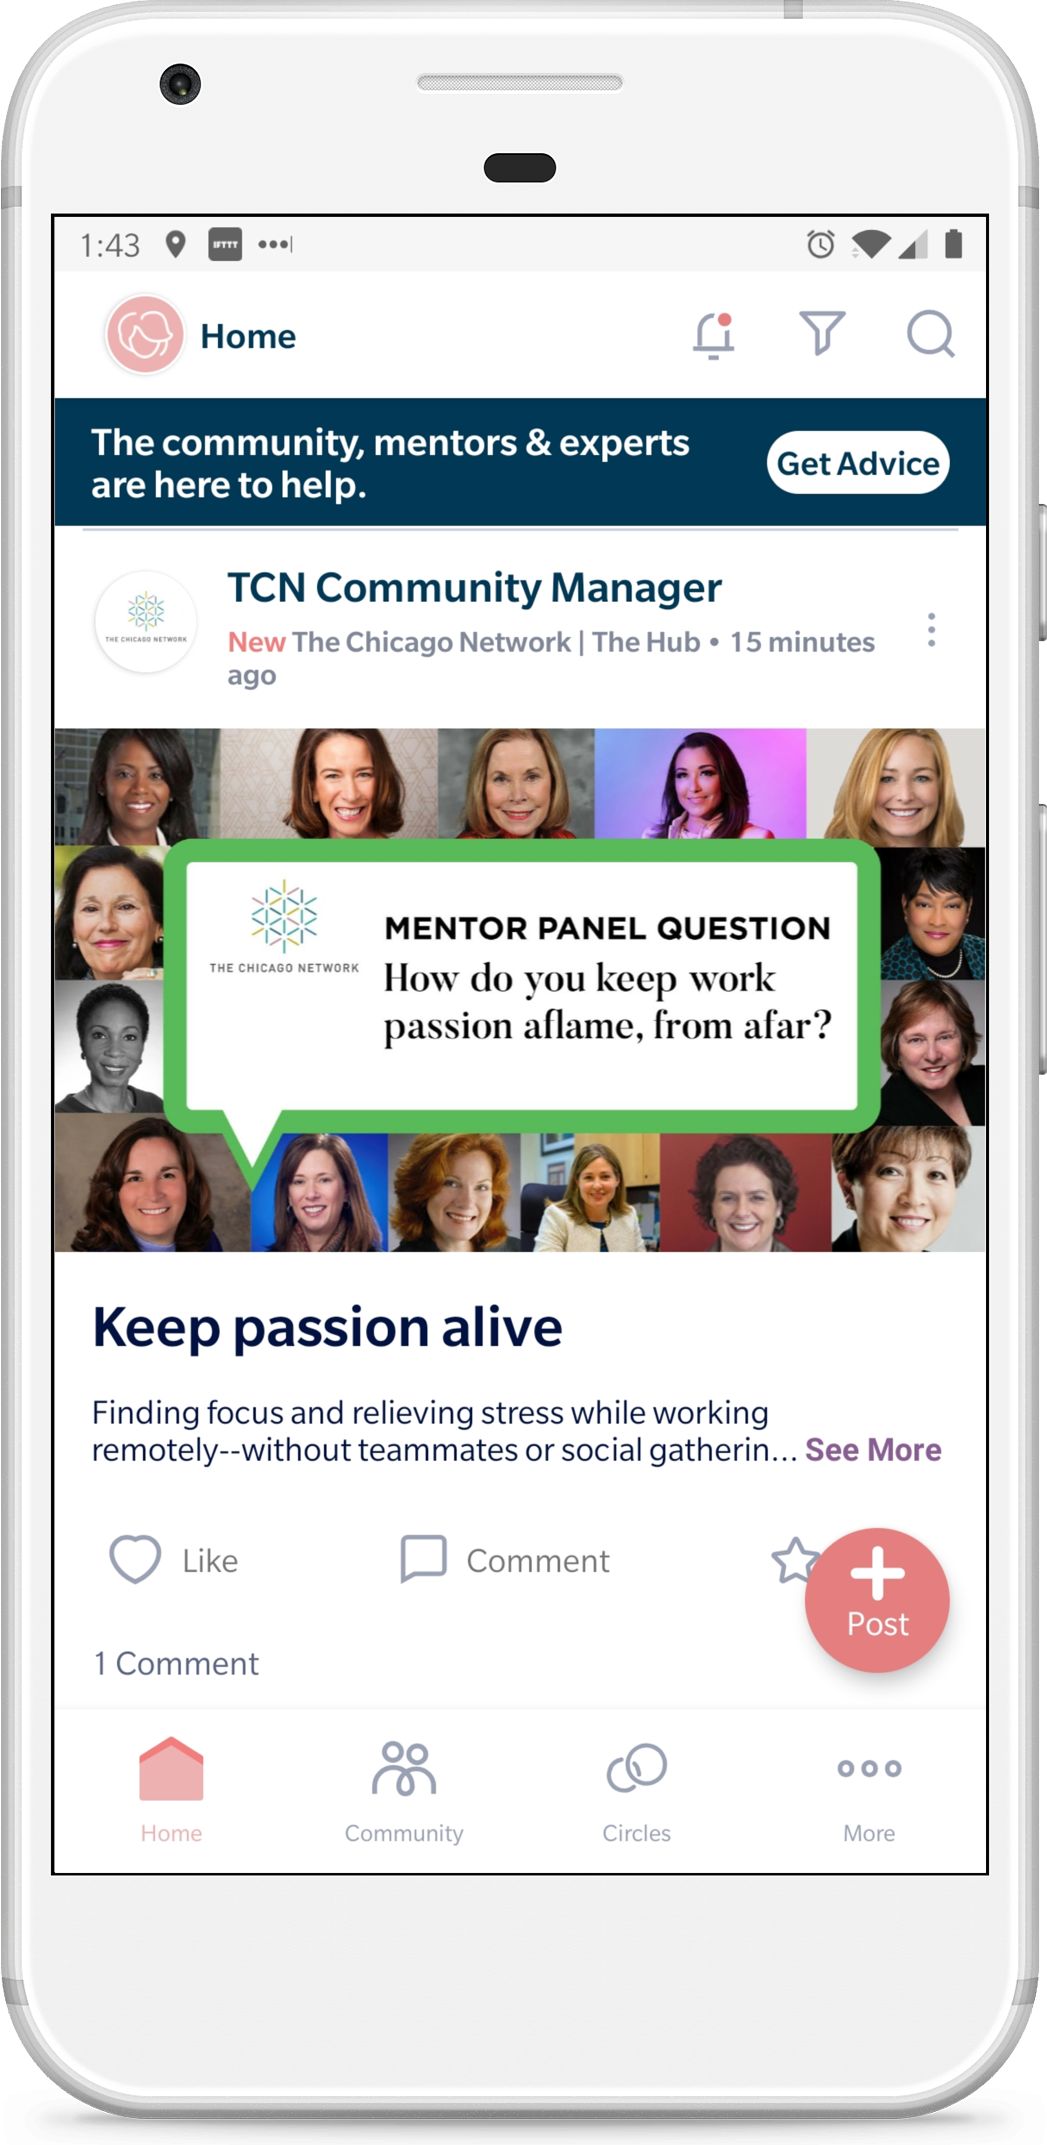 1:43
IFTTT
Home
The community, mentors & experts
are here to help.
Get Advice
TCN Community Manager
New The Chicago Network | The Hub • 15 minutes
ago
THE CHICAGO NETWORK
THE CHICAGO NETWORK
MENTOR PANEL QUESTION
How do you keep work
passion aflame, from afar?
Keep passion alive
Finding focus and relieving stress while working
remotely--without teammates or social gatherin... See More
Like
Comment
Post
1 Comment
Home
Community
Circles
More